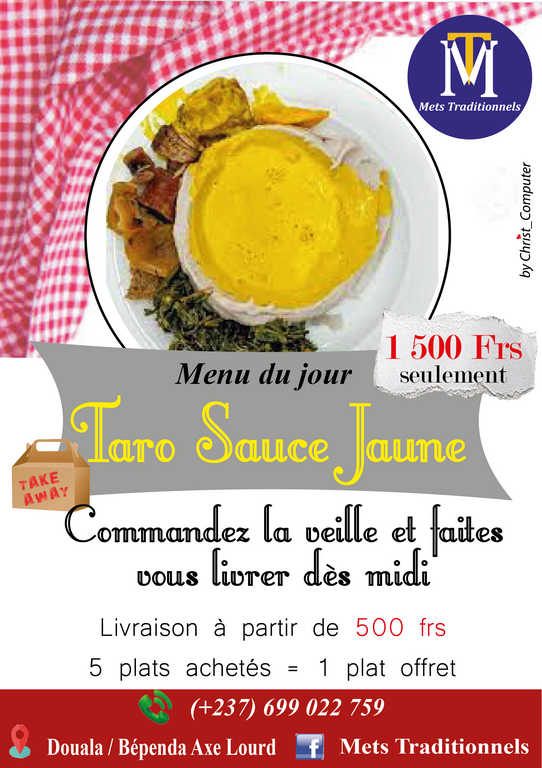 MT
Mets Traditionnels
by Christ_Computer
1 500 Frs
seulement
Menu du jour
Taro Sauce Jaune
TAKE
AWAY
Commandez la veille et faites
vous livrer dès midi
Livraison à partir de 500 frs
5 plats achetés = 1 plat offret
(+237) 699 022 759
Douala / Bépenda Axe Lourd
f
Mets Traditionnels